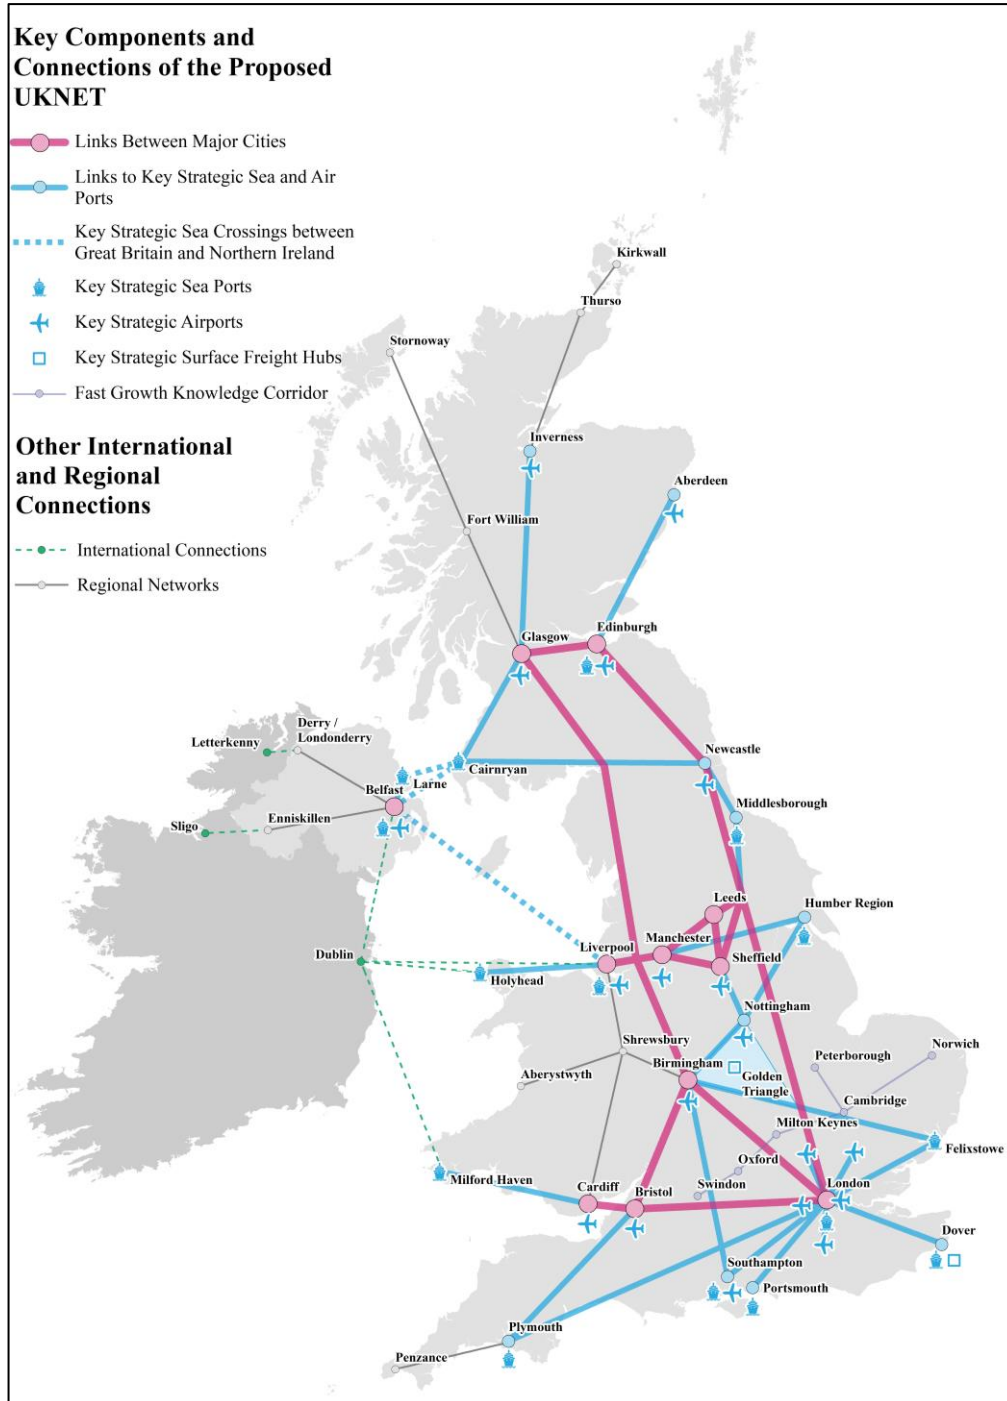 Key Components and
Connections of the Proposed
UKNET
Links Between Major Cities
Links to Key Strategic Sea and Air
Ports
Key Strategic Sea Crossings between
Great Britain and Northern Ireland
Key Strategic Sea Ports
Key Strategic Airports
Key Strategic Surface Freight Hubs
Fast Growth Knowledge Corridor
Other International
and Regional
Connections
International Connections
Regional Networks
Kirkwall
Thurso
Stornoway
Inverness
Aberdeen
Fort William
Edinburgh
Glasgow
Derry /
Londonderry
Letterkenny
Newcastle
Cairnryan
Larne
Belfast
Middlesborough
Enniskillen
Sligo
Leeds
Humber Region
Manchester
Liverpool
Sheffield
Dublin
Holyhead
Nottingham
Shrewsbury
Norwich
Birmingham
Peterborough
Aberystwyth
Golden
Triangle
Cambridge
Milton Keynes
Felixstowe
Oxford
Milford Haven
Cardiff
Bristol
Swindon
London
Dover
Southampton
Portsmouth
Plymouth
Penzance